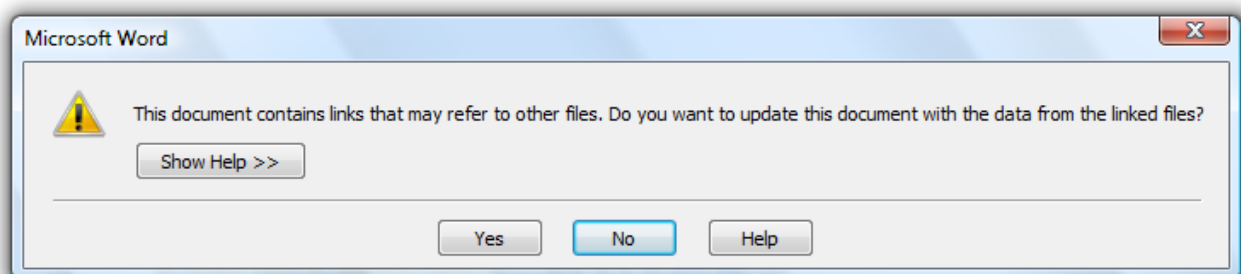 Microsoft Word
This document contains links that may refer to other files. Do you want to update this document with the data from the linked files?
Show Help >>
Yes No Help